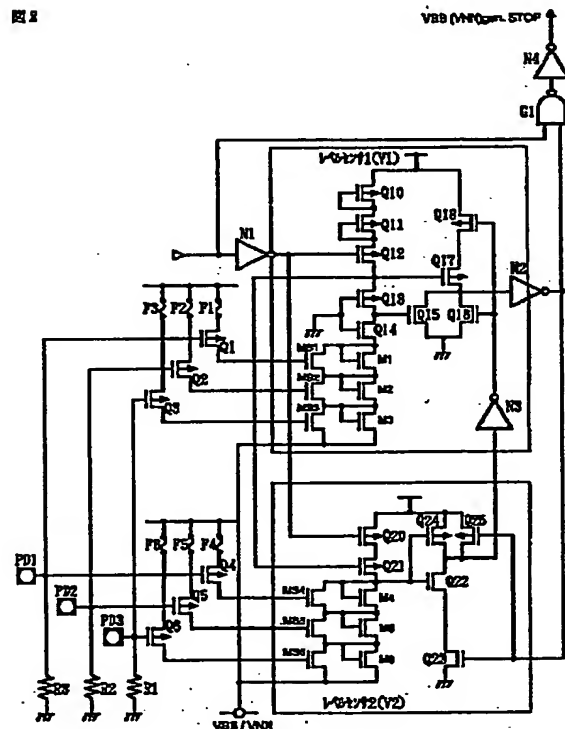 図2
VBB(VNN)gen. STOP
N4
G1
レベルセンサ1(V1)
Q10
Q11
Q12
Q18
N1
Q17
N2
F3
F2
F1
Q13
Q15
Q16
Q14
Q1
MS1
M1
Q2
MS2
M2
Q3
MS3
M3
N3
Q24
Q25
Q20
F6
F5
F4
Q21
PD1
Q4
Q22
MS4
M4
PD2
Q5
MS5
M5
PD3
Q6
MS6
M6
Q23
R3
R2
R1
レベルセンサ2(V2)
VBB(VNN)